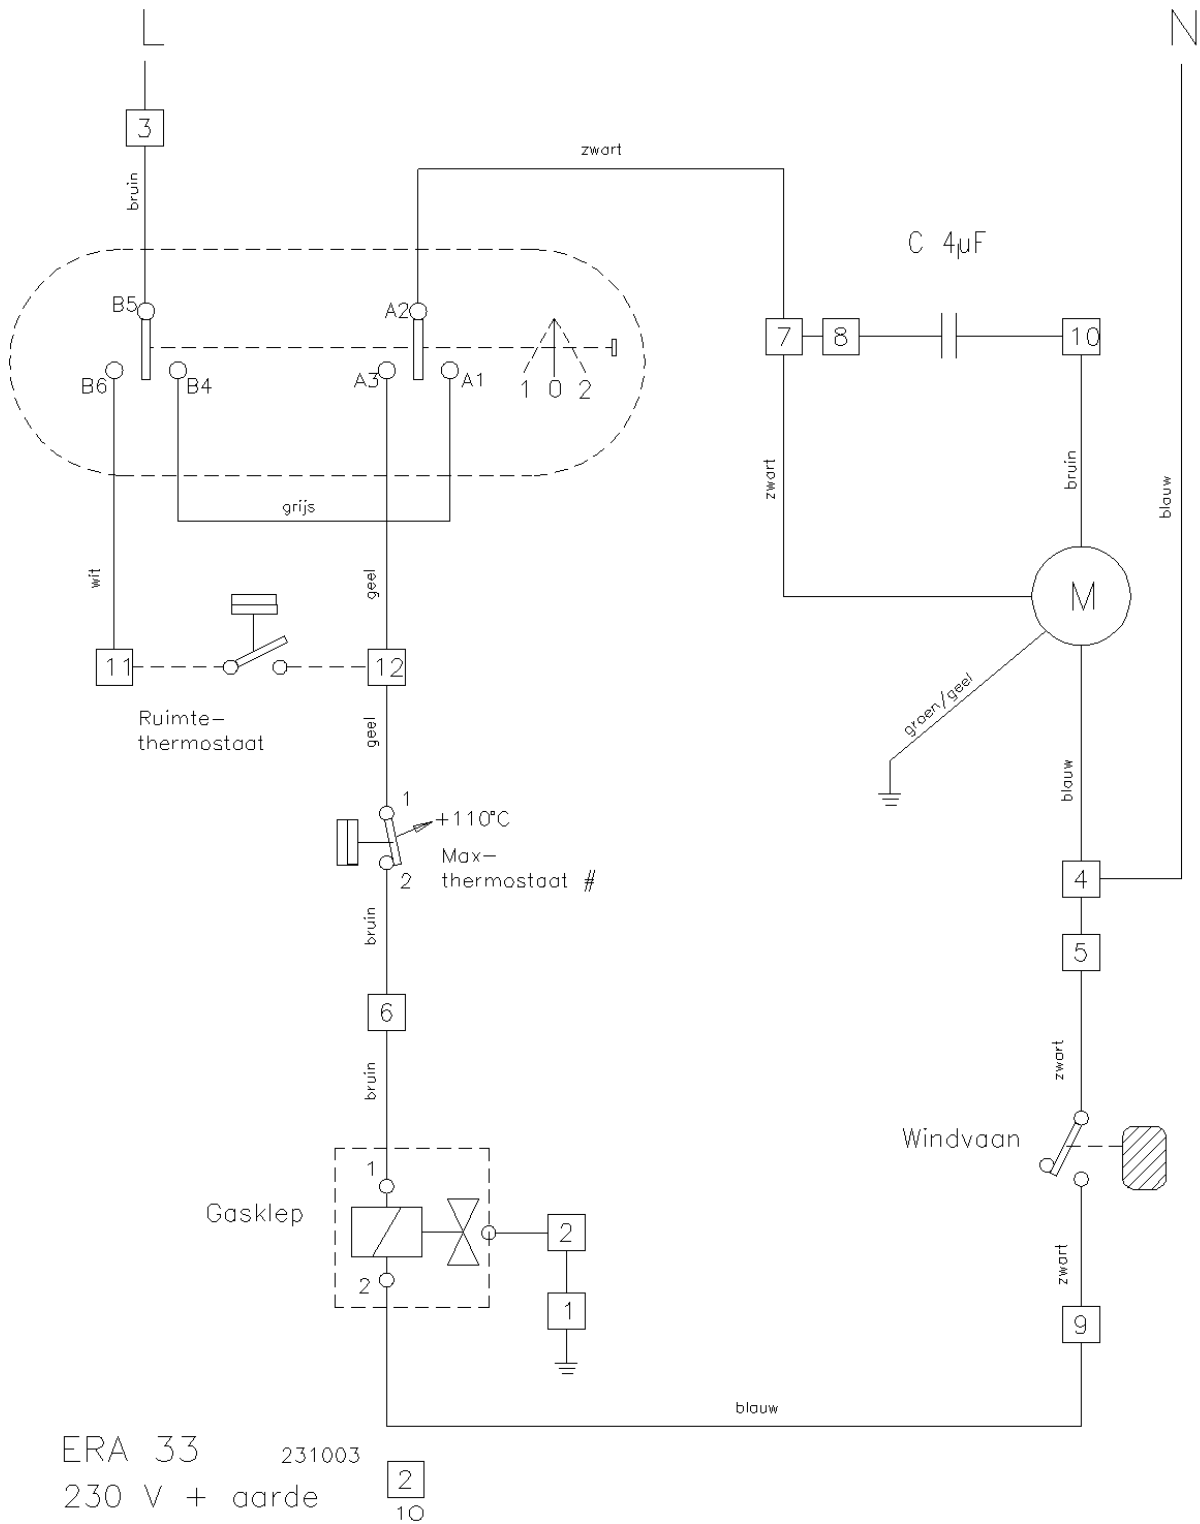 L
N
3
bruin
zwart
C 4µF
B5
A2
7
8
10
B6
B4
A3
A1
1 0 2
zwart
bruin
blauw
grijs
wit
geel
M
11
12
groen/geel
Ruimte-
thermostaat
geel
blauw
1
+110°C
Max-
thermostaat #
2
4
bruin
5
6
zwart
bruin
Windvaan
1
Gasklep
2
2
zwart
1
9
blauw
ERA 33
231003
230 V + aarde
2
10